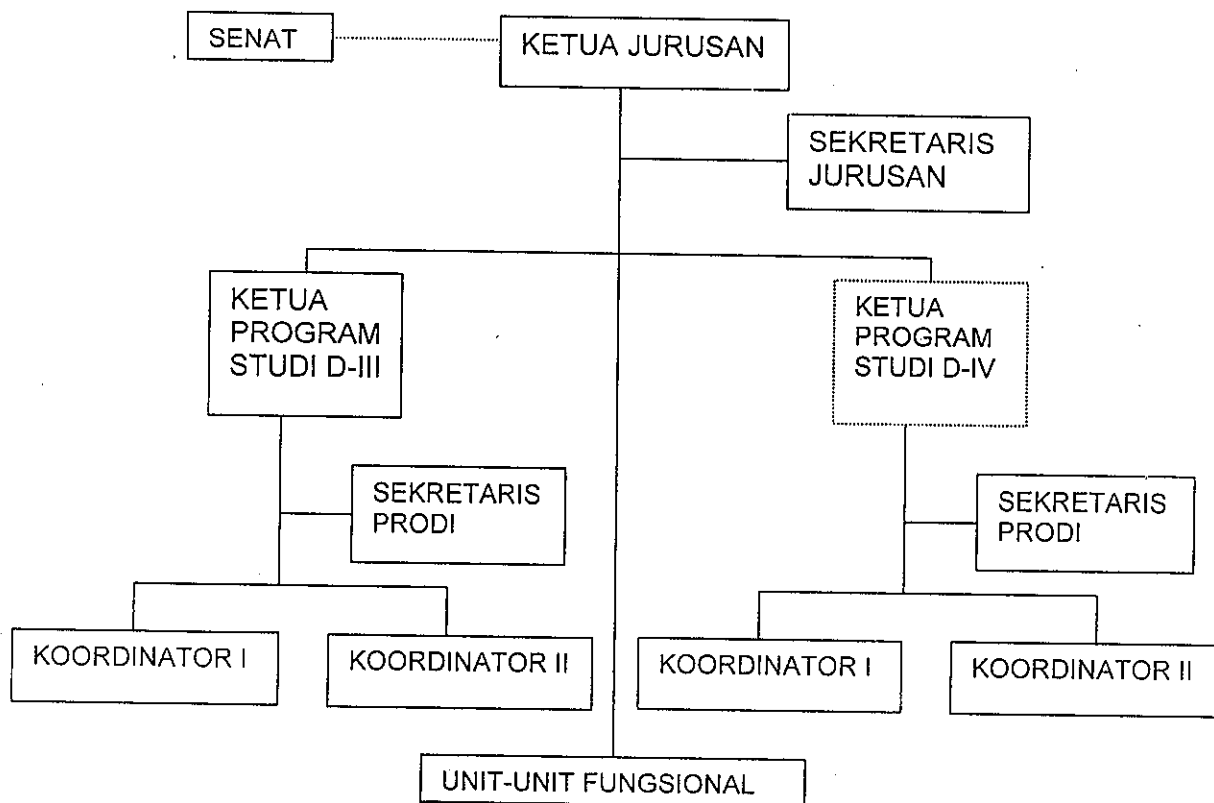 SENAT
KETUA JURUSAN
SEKRETARIS
JURUSAN
KETUA
PROGRAM
STUDI D-III
KETUA
PROGRAM
STUDI D-IV
SEKRETARIS
PRODI
SEKRETARIS
PRODI
KOORDINATOR I
KOORDINATOR II
KOORDINATOR I
KOORDINATOR II
UNIT-UNIT FUNGSIONAL